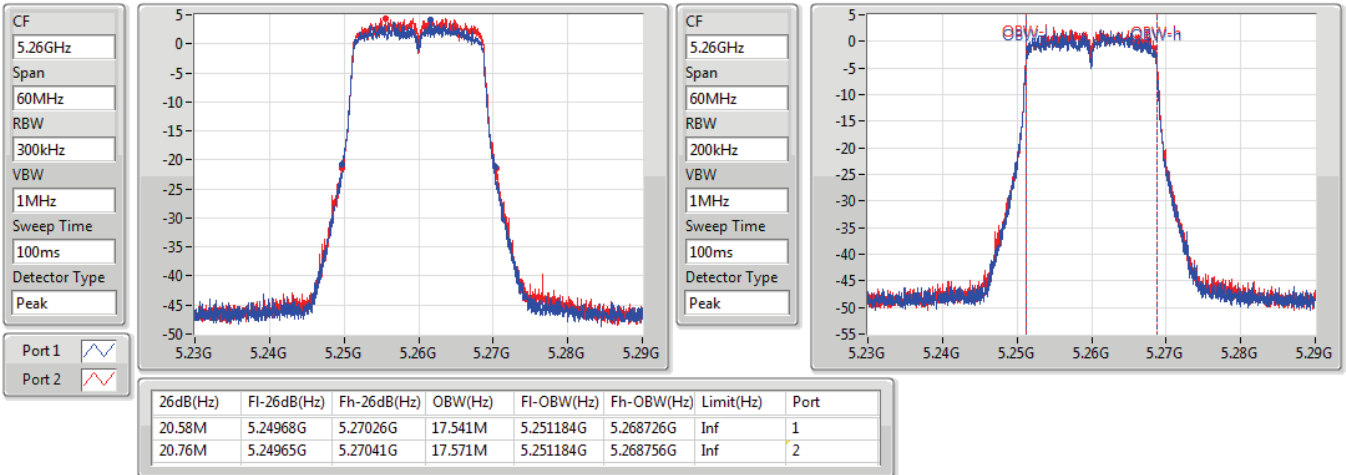 CF
5.26GHz
Span
60MHz
RBW
300kHz
VBW
1MHz
Sweep Time
100ms
Detector Type
Peak
Port 1
Port 2
5
0
-5
-10
-15
-20
-25
-30
-35
-40
-45
-50
5.23G 5.24G 5.25G 5.26G 5.27G 5.28G 5.29G
CF
5.26GHz
Span
60MHz
RBW
200kHz
VBW
1MHz
Sweep Time
100ms
Detector Type
Peak
5
0
-5
-10
-15
-20
-25
-30
-35
-40
-45
-50
-55
OBW-l OBW-h
5.23G 5.24G 5.25G 5.26G 5.27G 5.28G 5.29G
26dB(Hz) Fl-26dB(Hz) Fh-26dB(Hz) OBW(Hz) Fl-OBW(Hz) Fh-OBW(Hz) Limit(Hz) Port
20.58M 5.24968G 5.27026G 17.541M 5.251184G 5.268726G Inf 1
20.76M 5.24965G 5.27041G 17.571M 5.251184G 5.268756G Inf 2